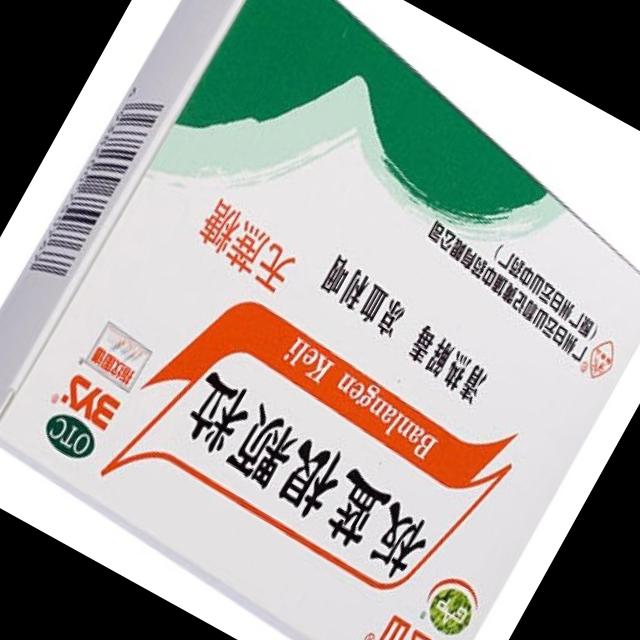 OTC
板蓝根颗粒
Banlangen Keli
无蔗糖
清热解毒 凉血利咽
广州白云山和记黄埔中药有限公司
(原广州白云山中药厂)